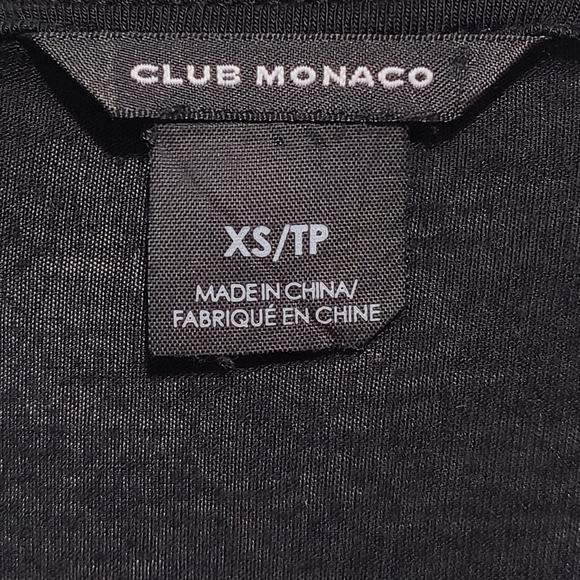 CLUB MONACO
XS/TP
MADE IN CHINA/
FABRIQUÉ EN CHINE